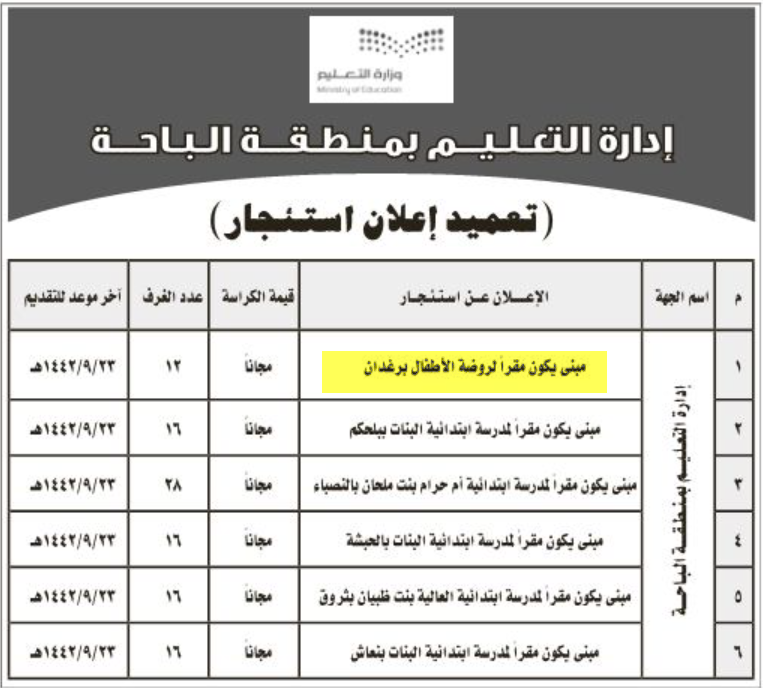 وزارة التعليم
Ministry of Education
إدارة التعليم بمنطقة الباحة
(تعميد إعلان استئجار)
م اسم الجهة الإعلان عن استئجار قيمة الكراسة عدد الغرف آخر موعد للتقديم
إدارة التعليم بمنطقة الباحة
١ مبنى يكون مقراً لروضة الأطفال برغدان مجاناً ١٢ ١٤٤٢/٩/٢٣هـ
٢ مبنى يكون مقراً لمدرسة ابتدائية البنات ببلحكم مجاناً ١٦ ١٤٤٢/٩/٢٣هـ
٣ مبنى يكون مقراً لمدرسة ابتدائية أم حرام بنت ملحان بالنصباء مجاناً ٢٨ ١٤٤٢/٩/٢٣هـ
٤ مبنى يكون مقراً لمدرسة ابتدائية البنات بالحبشة مجاناً ١٦ ١٤٤٢/٩/٢٣هـ
٥ مبنى يكون مقراً لمدرسة ابتدائية العالية بنت ظبيان بثروق مجاناً ١٦ ١٤٤٢/٩/٢٣هـ
٦ مبنى يكون مقراً لمدرسة ابتدائية البنات بنعاش مجاناً ١٦ ١٤٤٢/٩/٢٣هـ